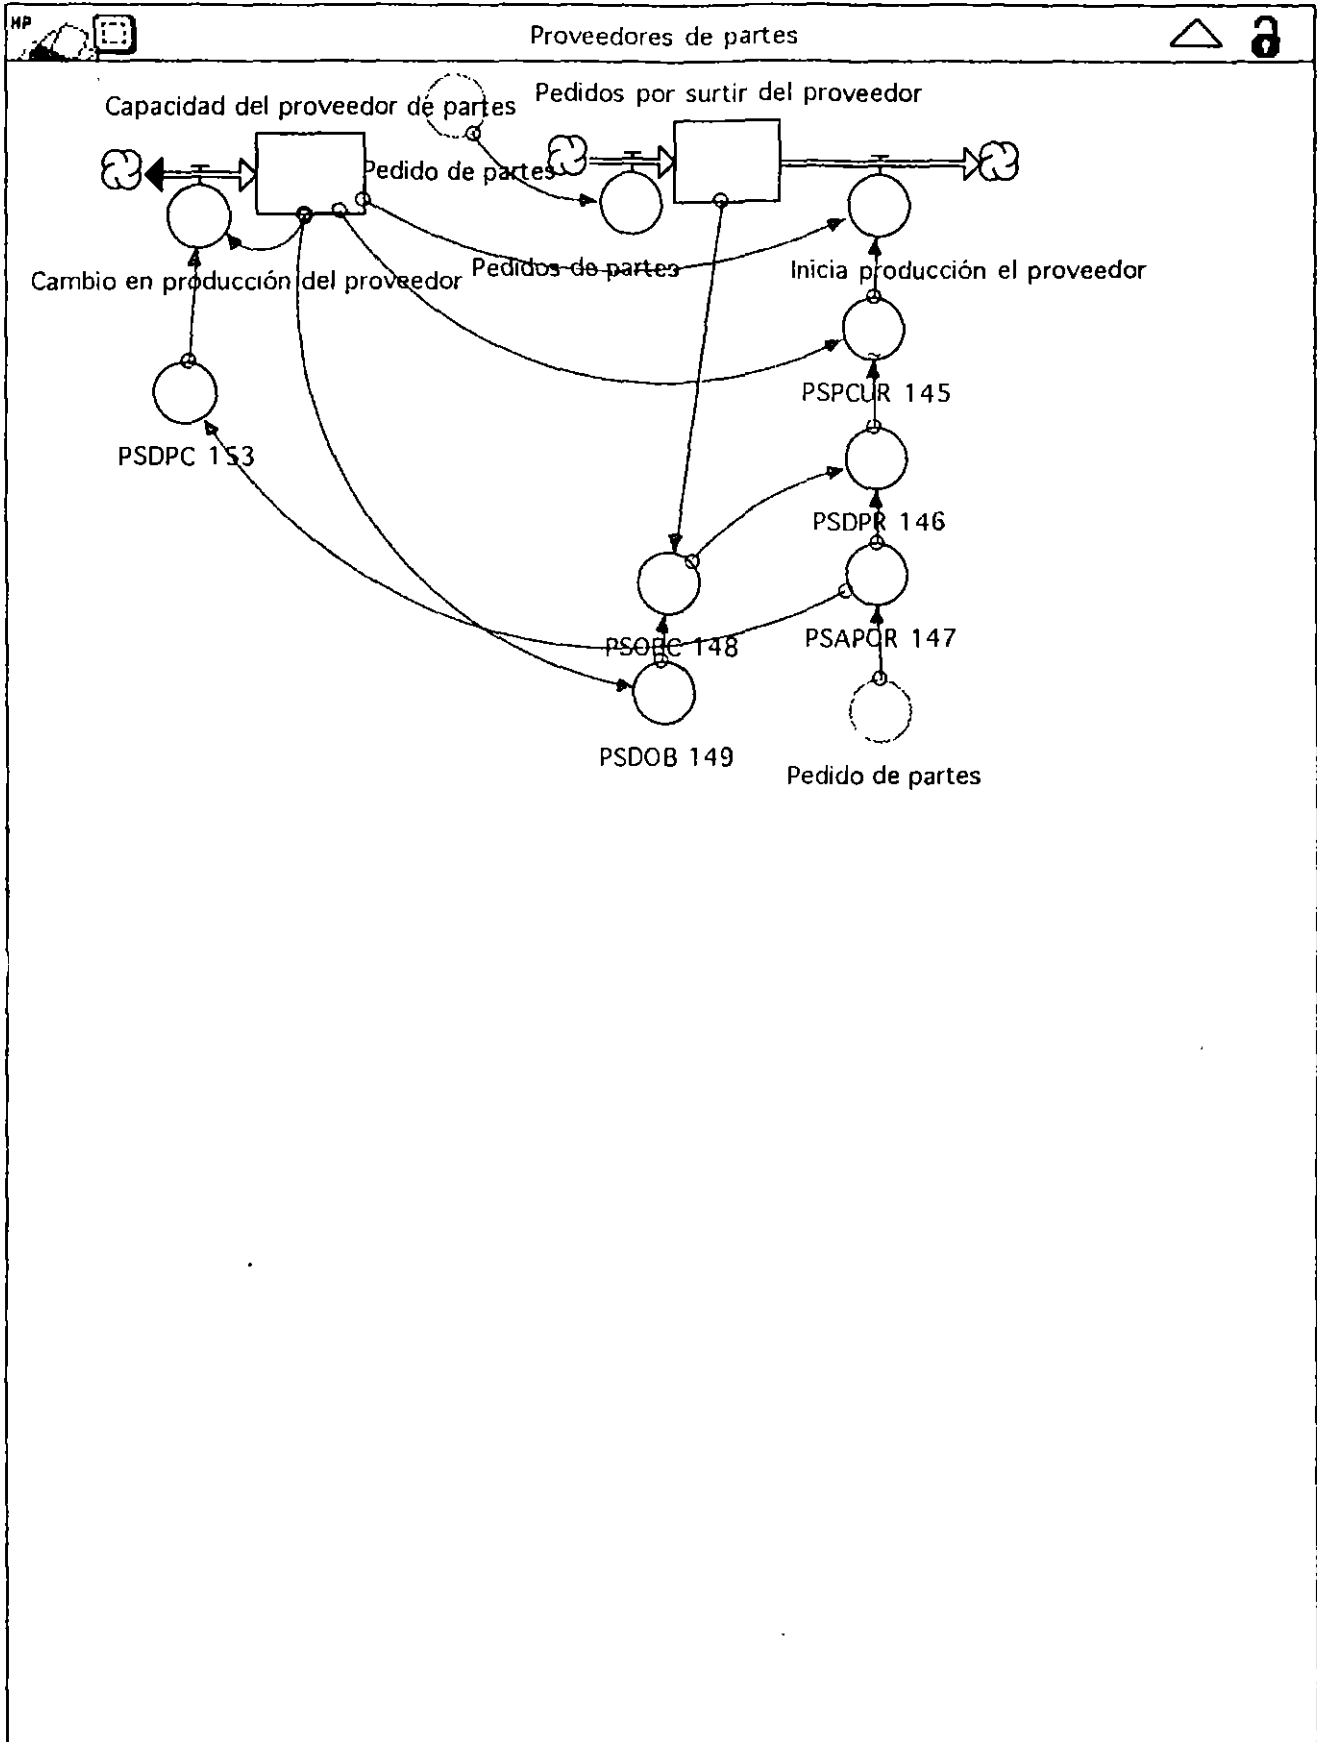 MP
Proveedores de partes
Capacidad del proveedor de partes
Pedidos por surtir del proveedor
Pedido de partes
Pedidos de partes
Inicia producción el proveedor
Cambio en producción del proveedor
PSPCUR 145
PSDPC 153
PSDPR 146
PSOBC 148
PSAPOR 147
PSDOB 149
Pedido de partes